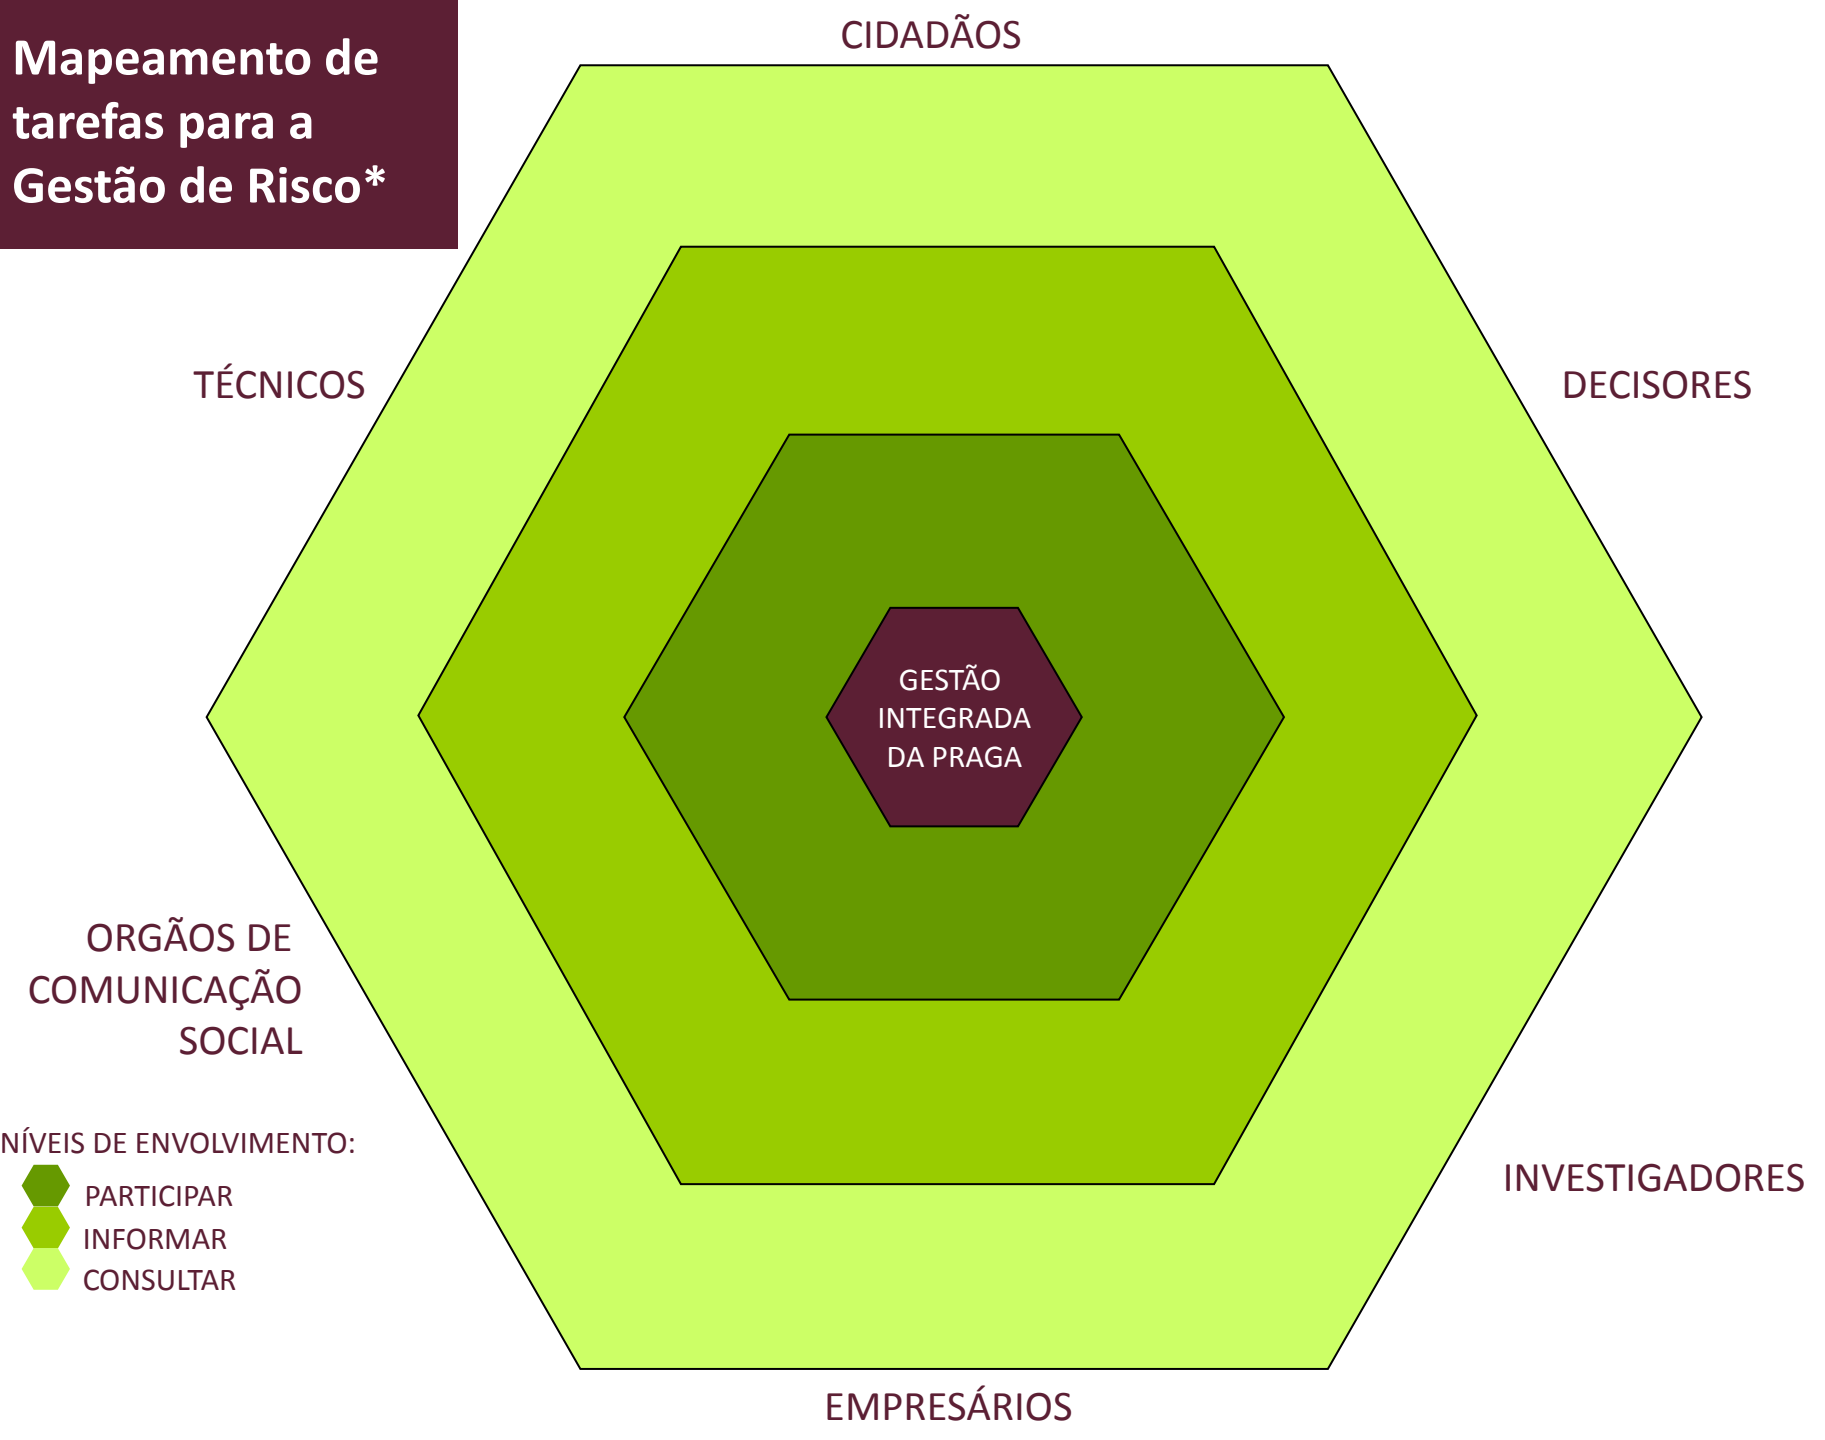 Mapeamento de
tarefas para a
Gestão de Risco*
CIDADÃOS
TÉCNICOS
DECISORES
GESTÃO
INTEGRADA
DA PRAGA
ORGÃOS DE
COMUNICAÇÃO
SOCIAL
NÍVEIS DE ENVOLVIMENTO:
PARTICIPAR
INFORMAR
CONSULTAR
INVESTIGADORES
EMPRESÁRIOS